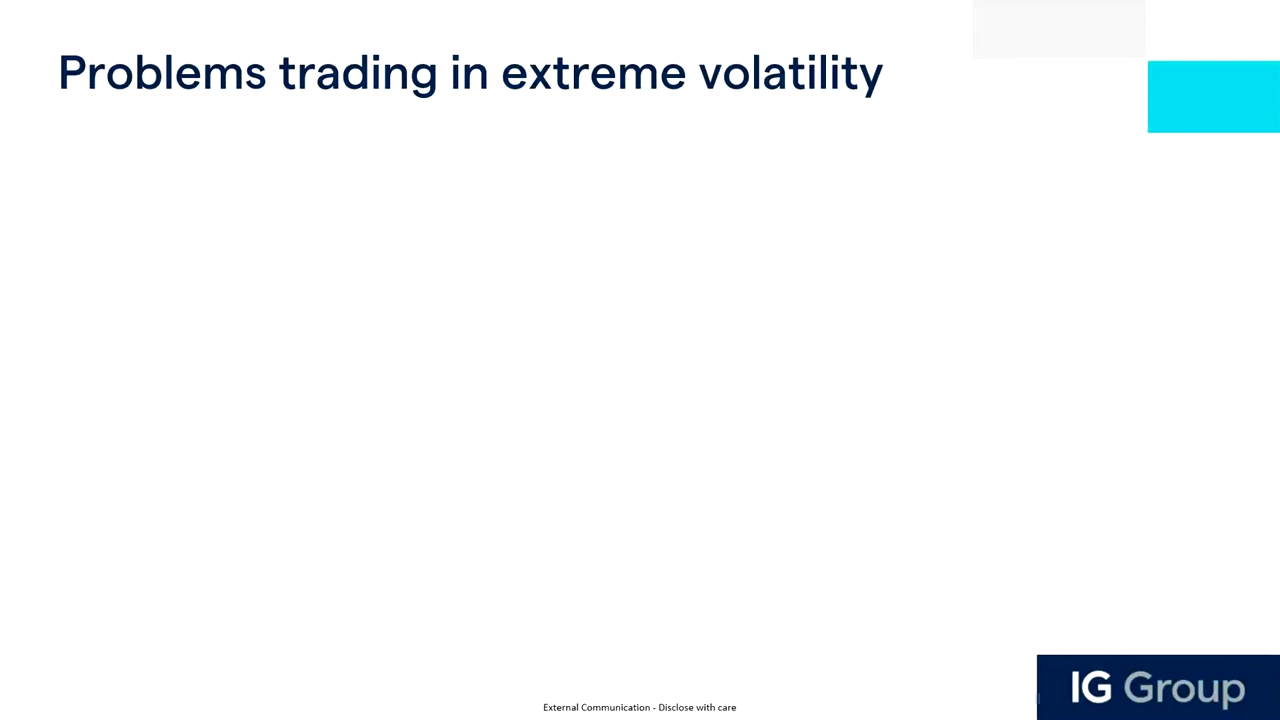 Problems trading in extreme volatility
External Communication - Disclose with care
IG Group